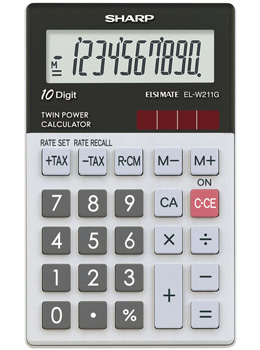 SHARP
M
=
1234567890.
10 Digit
ELSIMATE EL-W211G
TWIN POWER
CALCULATOR
RATE SET RATE RECALL
+TAX −TAX R·CM M− M+
ON
7 8 9 CA C·CE
4 5 6 × ÷
1 2 3 + −
0 • % =